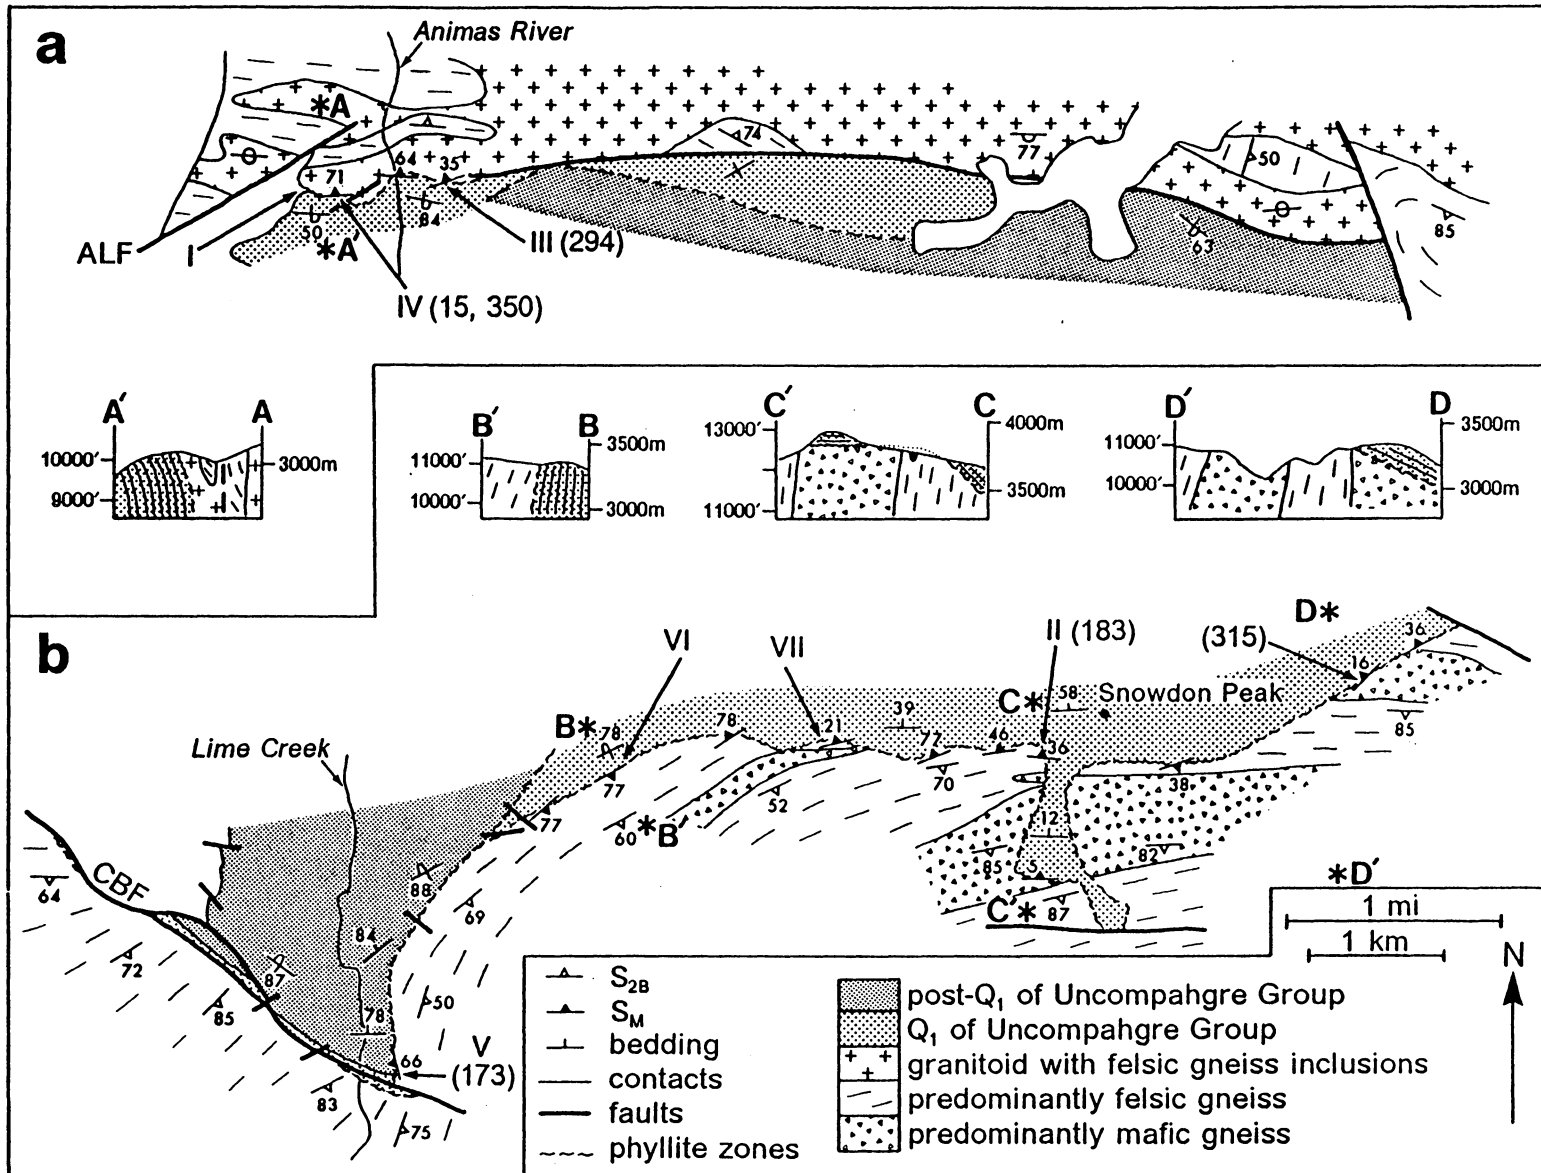 a
Animas River
*A
64
35
71
74
77
50
85
50
84
63
*A′
ALF
I
III (294)
IV (15, 350)
A′ A
10000′
9000′
3000m
B′ B
11000′
10000′
3500m
3000m
C′ C
13000′
11000′
4000m
3500m
D′ D
11000′
10000′
3500m
3000m
b
VI
VII
II (183)
(315)
D*
36
16
B*
78
78
21
39
C*
58
Snowdon Peak
Lime Creek
77
46
36
85
77
70
38
52
77
60
*B′
12
CBF
64
88
69
85
5
82
C′*
87
*D′
84
72
87
50
85
78
66
V
(173)
83
75
1 mi
1 km
N
S2B
SM
bedding
contacts
faults
phyllite zones
post-Q1 of Uncompahgre Group
Q1 of Uncompahgre Group
granitoid with felsic gneiss inclusions
predominantly felsic gneiss
predominantly mafic gneiss